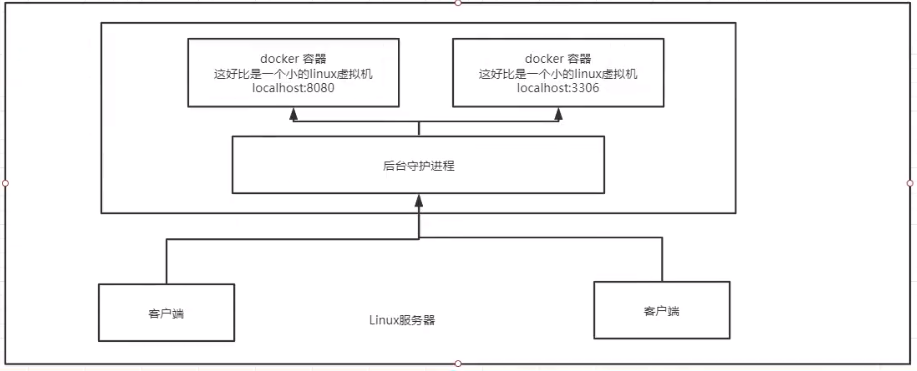 docker 容器
这好比是一个小的linux虚拟机
localhost:8080
docker 容器
这好比是一个小的linux虚拟机
localhost:3306
后台守护进程
客户端
Linux服务器
客户端